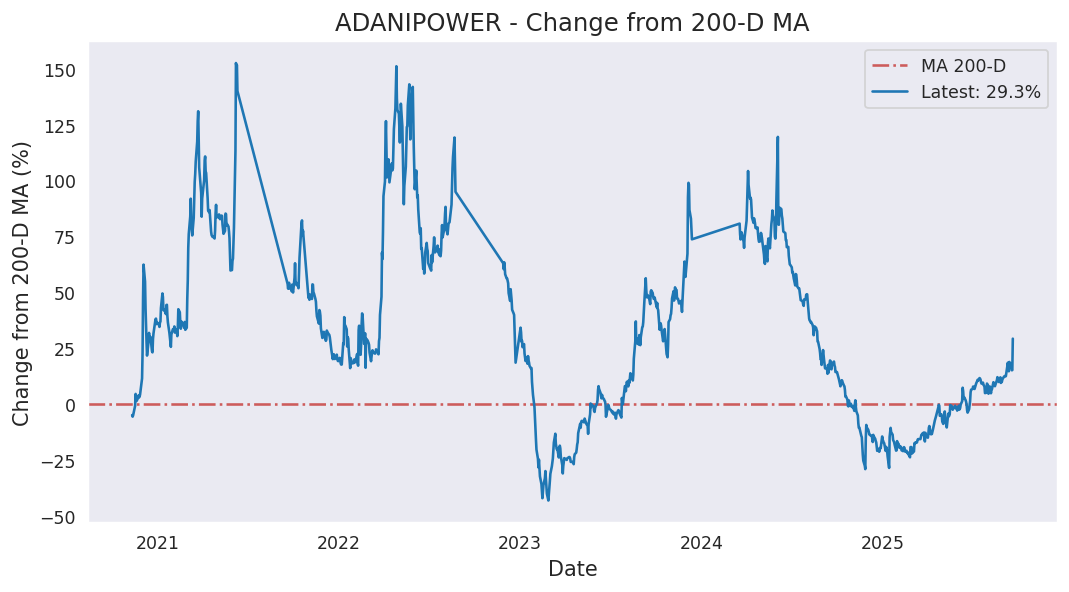 ADANIPOWER - Change from 200-D MA
MA 200-D
Latest: 29.3%
Change from 200-D MA (%)
150
125
100
75
50
25
0
−25
−50
2021
2022
2023
2024
2025
Date